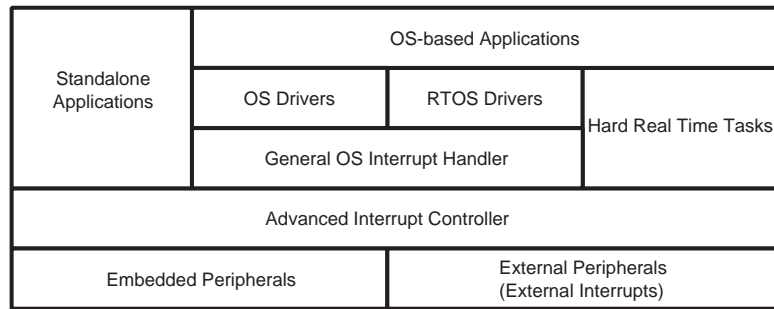 OS-based Applications
Standalone
Applications
OS Drivers
RTOS Drivers
Hard Real Time Tasks
General OS Interrupt Handler
Advanced Interrupt Controller
Embedded Peripherals
External Peripherals
(External Interrupts)